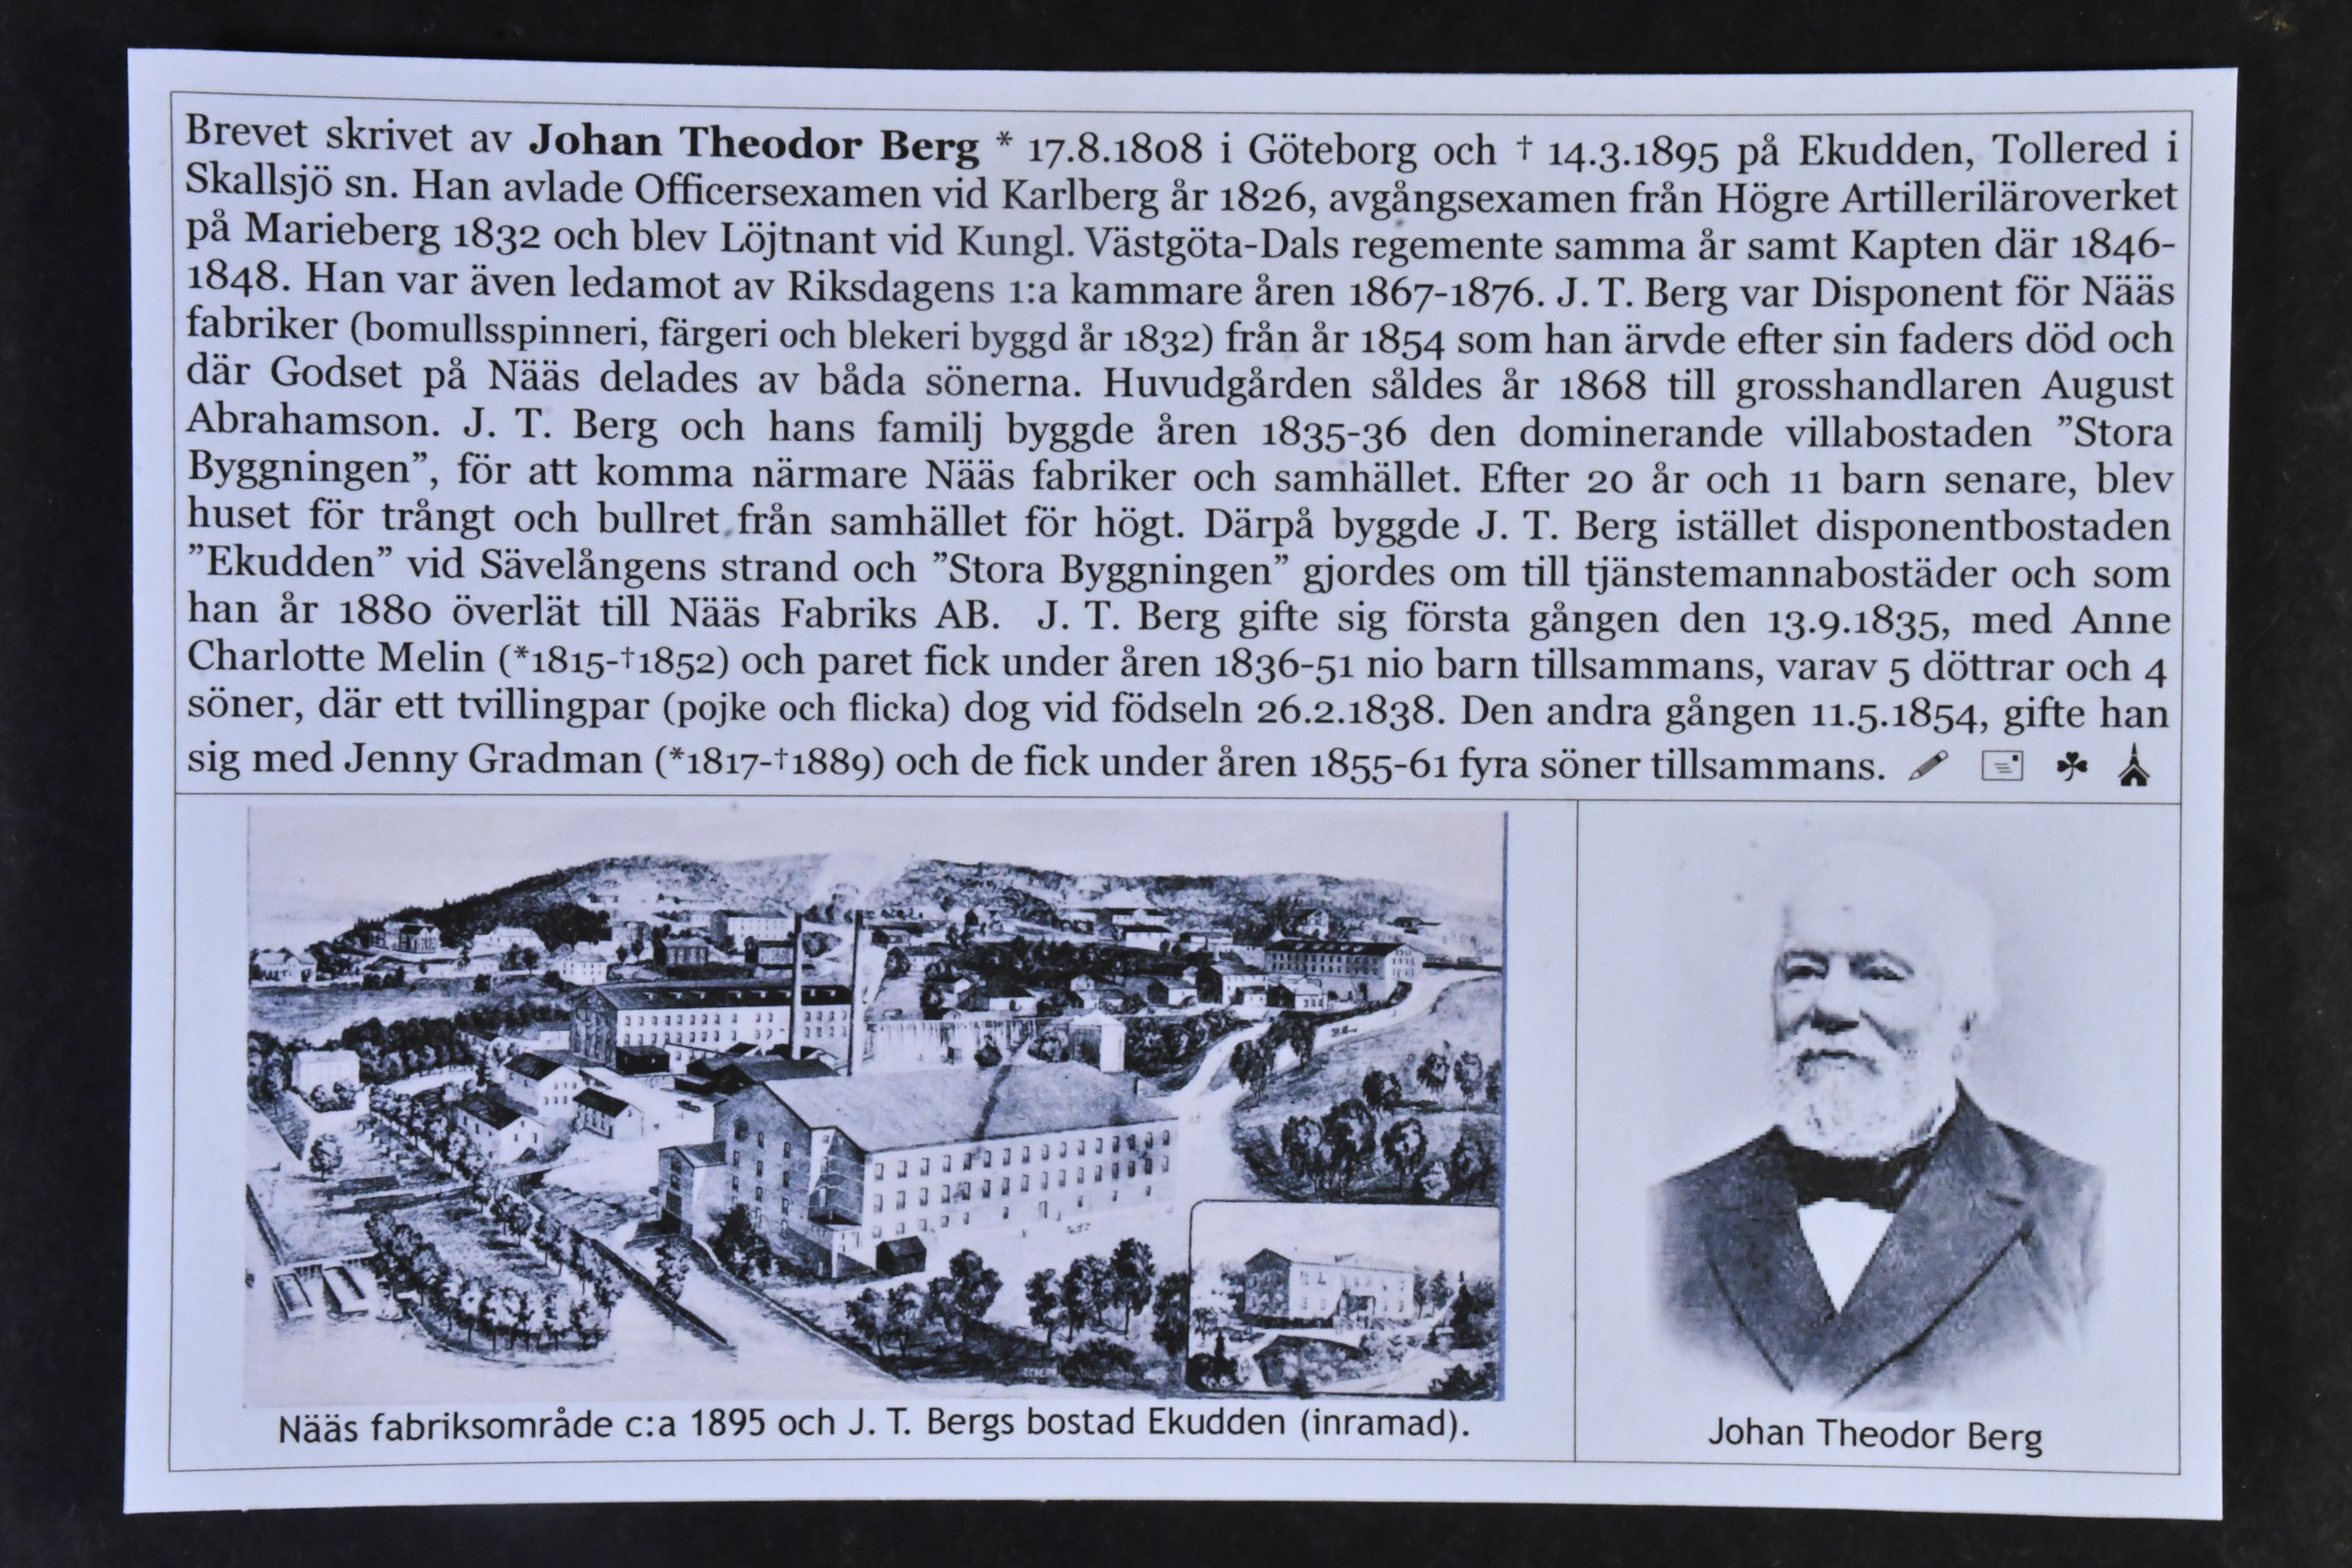 Brevet skrivet av Johan Theodor Berg * 17.8.1808 i Göteborg och † 14.3.1895 på Ekudden, Tollered i
Skallsjö sn. Han avlade Officersexamen vid Karlberg år 1826, avgångsexamen från Högre Artilleriläroverket
på Marieberg 1832 och blev Löjtnant vid Kungl. Västgöta-Dals regemente samma år samt Kapten där 1846-
1848. Han var även ledamot av Riksdagens 1:a kammare åren 1867-1876. J. T. Berg var Disponent för Nääs
fabriker (bomullsspinneri, färgeri och blekeri byggd år 1832) från år 1854 som han ärvde efter sin faders död och
där Godset på Nääs delades av båda sönerna. Huvudgården såldes år 1868 till grosshandlaren August
Abrahamson. J. T. Berg och hans familj byggde åren 1835-36 den dominerande villabostaden ”Stora
Byggningen”, för att komma närmare Nääs fabriker och samhället. Efter 20 år och 11 barn senare, blev
huset för trångt och bullret från samhället för högt. Därpå byggde J. T. Berg istället disponentbostaden
”Ekudden” vid Sävelångens strand och ”Stora Byggningen” gjordes om till tjänstemannabostäder och som
han år 1880 överlät till Nääs Fabriks AB. J. T. Berg gifte sig första gången den 13.9.1835, med Anne
Charlotte Melin (*1815-†1852) och paret fick under åren 1836-51 nio barn tillsammans, varav 5 döttrar och 4
söner, där ett tvillingpar (pojke och flicka) dog vid födseln 26.2.1838. Den andra gången 11.5.1854, gifte han
sig med Jenny Gradman (*1817-†1889) och de fick under åren 1855-61 fyra söner tillsammans.
Nääs fabriksområde c:a 1895 och J. T. Bergs bostad Ekudden (inramad).
Johan Theodor Berg